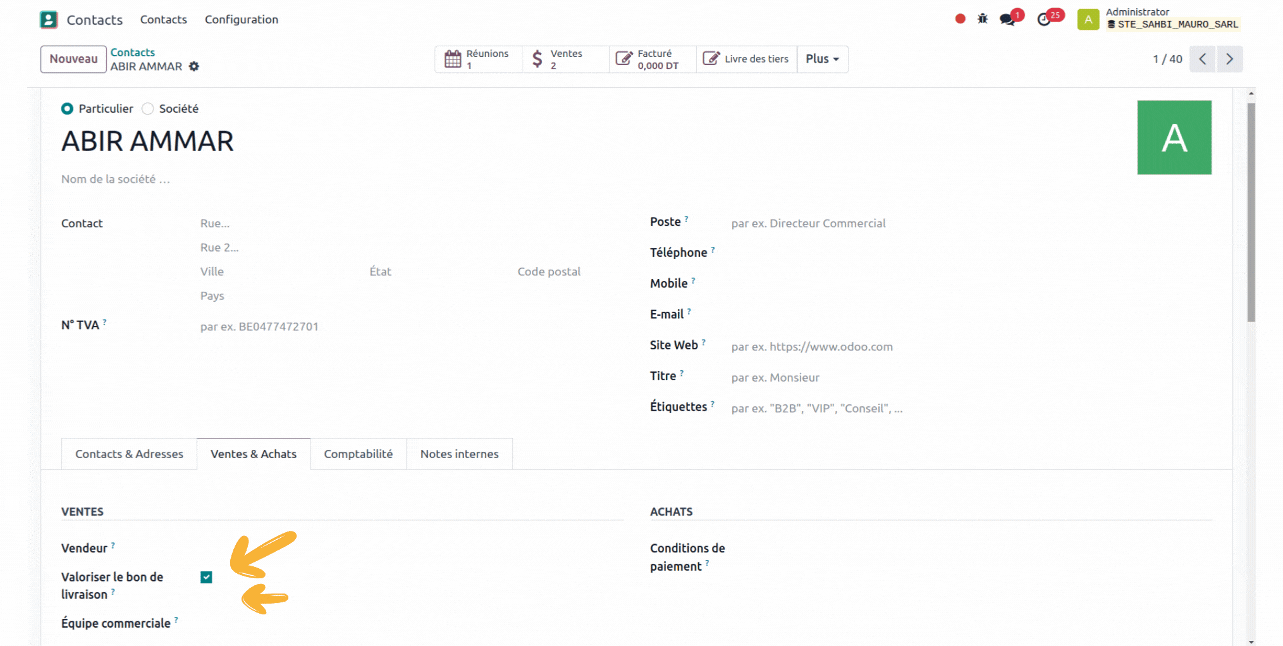 Contacts Contacts Configuration
1 25 A Administrator
STE_SAHBI_MAURO_SARL
Nouveau Contacts
ABIR AMMAR
Réunions 1
Ventes 2
Facturé 0,000 DT
Livre des tiers
Plus
1 / 40
Particulier Société
ABIR AMMAR
A
Nom de la société …
Contact Rue...
Rue 2...
Ville État Code postal
Pays
N° TVA ? par ex. BE0477472701
Poste ? par ex. Directeur Commercial
Téléphone ?
Mobile ?
E-mail ?
Site Web ? par ex. https://www.odoo.com
Titre ? par ex. Monsieur
Étiquettes ? par ex. "B2B", "VIP", "Conseil", ...
Contacts & Adresses Ventes & Achats Comptabilité Notes internes
VENTES
Vendeur ?
Valoriser le bon de
livraison ?
Équipe commerciale ?
ACHATS
Conditions de
paiement ?